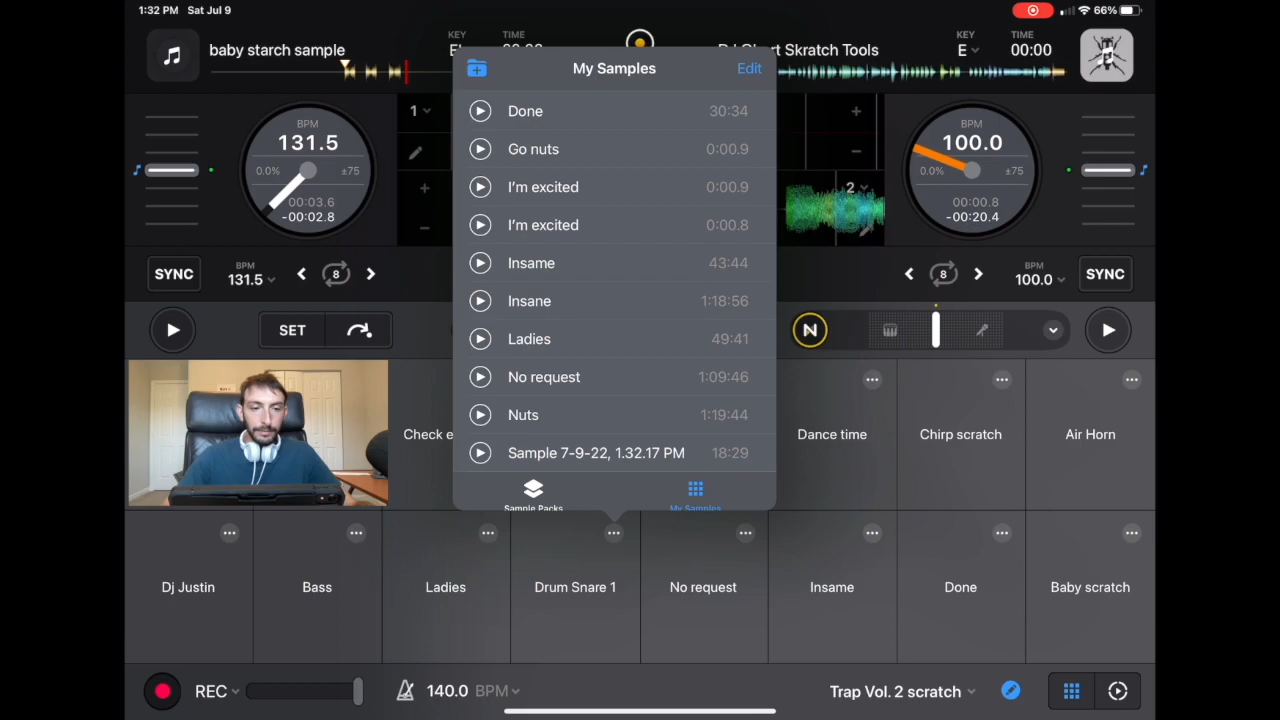 1:32 PM Sat Jul 9 66%
baby starch sample
KEY
TIME
My Samples
Edit
Skratch Tools
KEY
E
TIME
00:00
BPM
131.5
0.0% ±75
00:03.6
-00:02.8
1
2
BPM
100.0
0.0% ±75
00:00.8
-00:20.4
Done 30:34
Go nuts 0:00.9
I'm excited 0:00.9
I'm excited 0:00.8
Insame 43:44
Insane 1:18:56
Ladies 49:41
No request 1:09:46
Nuts 1:19:44
Sample 7-9-22, 1.32.17 PM 18:29
Sample Packs
My Samples
SYNC
BPM
131.5
8
8
BPM
100.0
SYNC
SET
N
Check
Dance time
Chirp scratch
Air Horn
Dj Justin
Bass
Ladies
Drum Snare 1
No request
Insame
Done
Baby scratch
REC
140.0 BPM
Trap Vol. 2 scratch